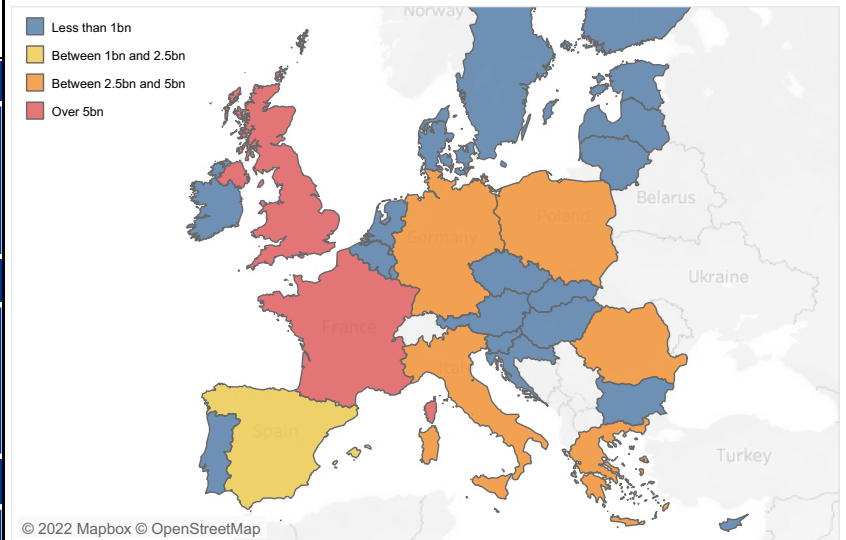 Norway
Less than 1bn
Between 1bn and 2.5bn
Between 2.5bn and 5bn
Over 5bn
Belarus
Poland
Germany
Ukraine
France
Italy
Spain
Turkey
© 2022 Mapbox © OpenStreetMap